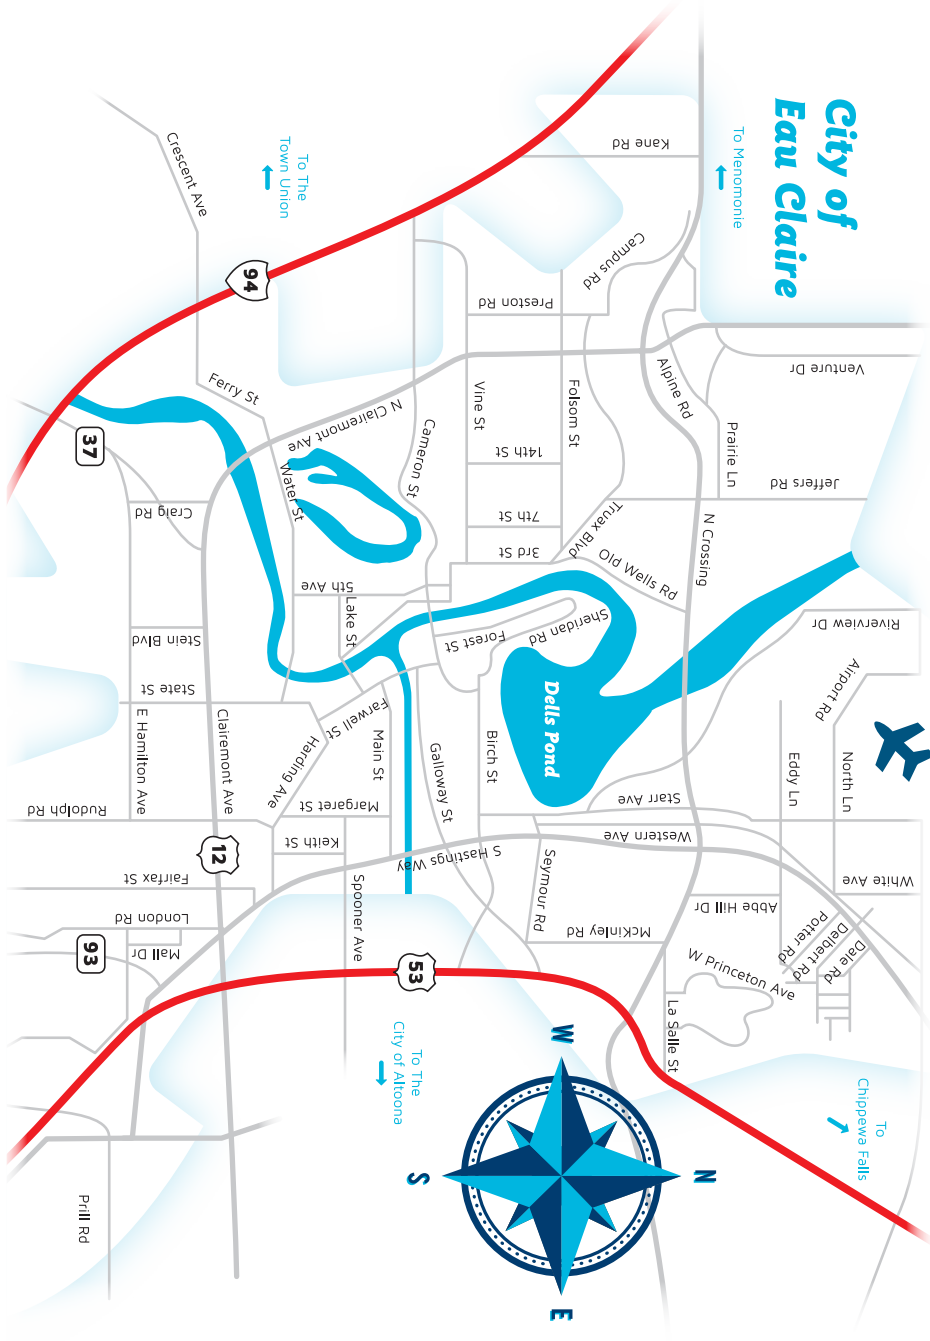 City of
Eau Claire
To Menomonie
To The
Town Union
Crescent Ave
Kane Rd
Campus Rd
94
Preston Rd
Ferry St
N Clairemont Ave
Vine St
Folsom St
Alpine Rd
Venture Dr
Prairie Ln
Jeffers Rd
37
Cameron St
14th St
Water St
Craig Rd
7th St
3rd St
Truax Blvd
Old Wells Rd
N Crossing
5th Ave
Lake St
Stein Blvd
Forest St
Sheridan Rd
Riverview Dr
State St
Airport Rd
Dells Pond
E Hamilton Ave
Clairemont Ave
Harding Ave
Farwell St
Main St
Galloway St
Birch St
Eddy Ln
North Ln
Rudolph Rd
Margaret St
Starr Ave
Keith St
12
S Hastings Way
Western Ave
Seymour Rd
White Ave
Fairfax St
London Rd
Spooner Ave
Abbe Hill Dr
McKinley Rd
Potter Rd
Delbert Rd
Dale Rd
93
Mall Dr
53
W Princeton Ave
La Salle St
To The
City of Altoona
To
Chippewa Falls
Prill Rd
W
N
S
E